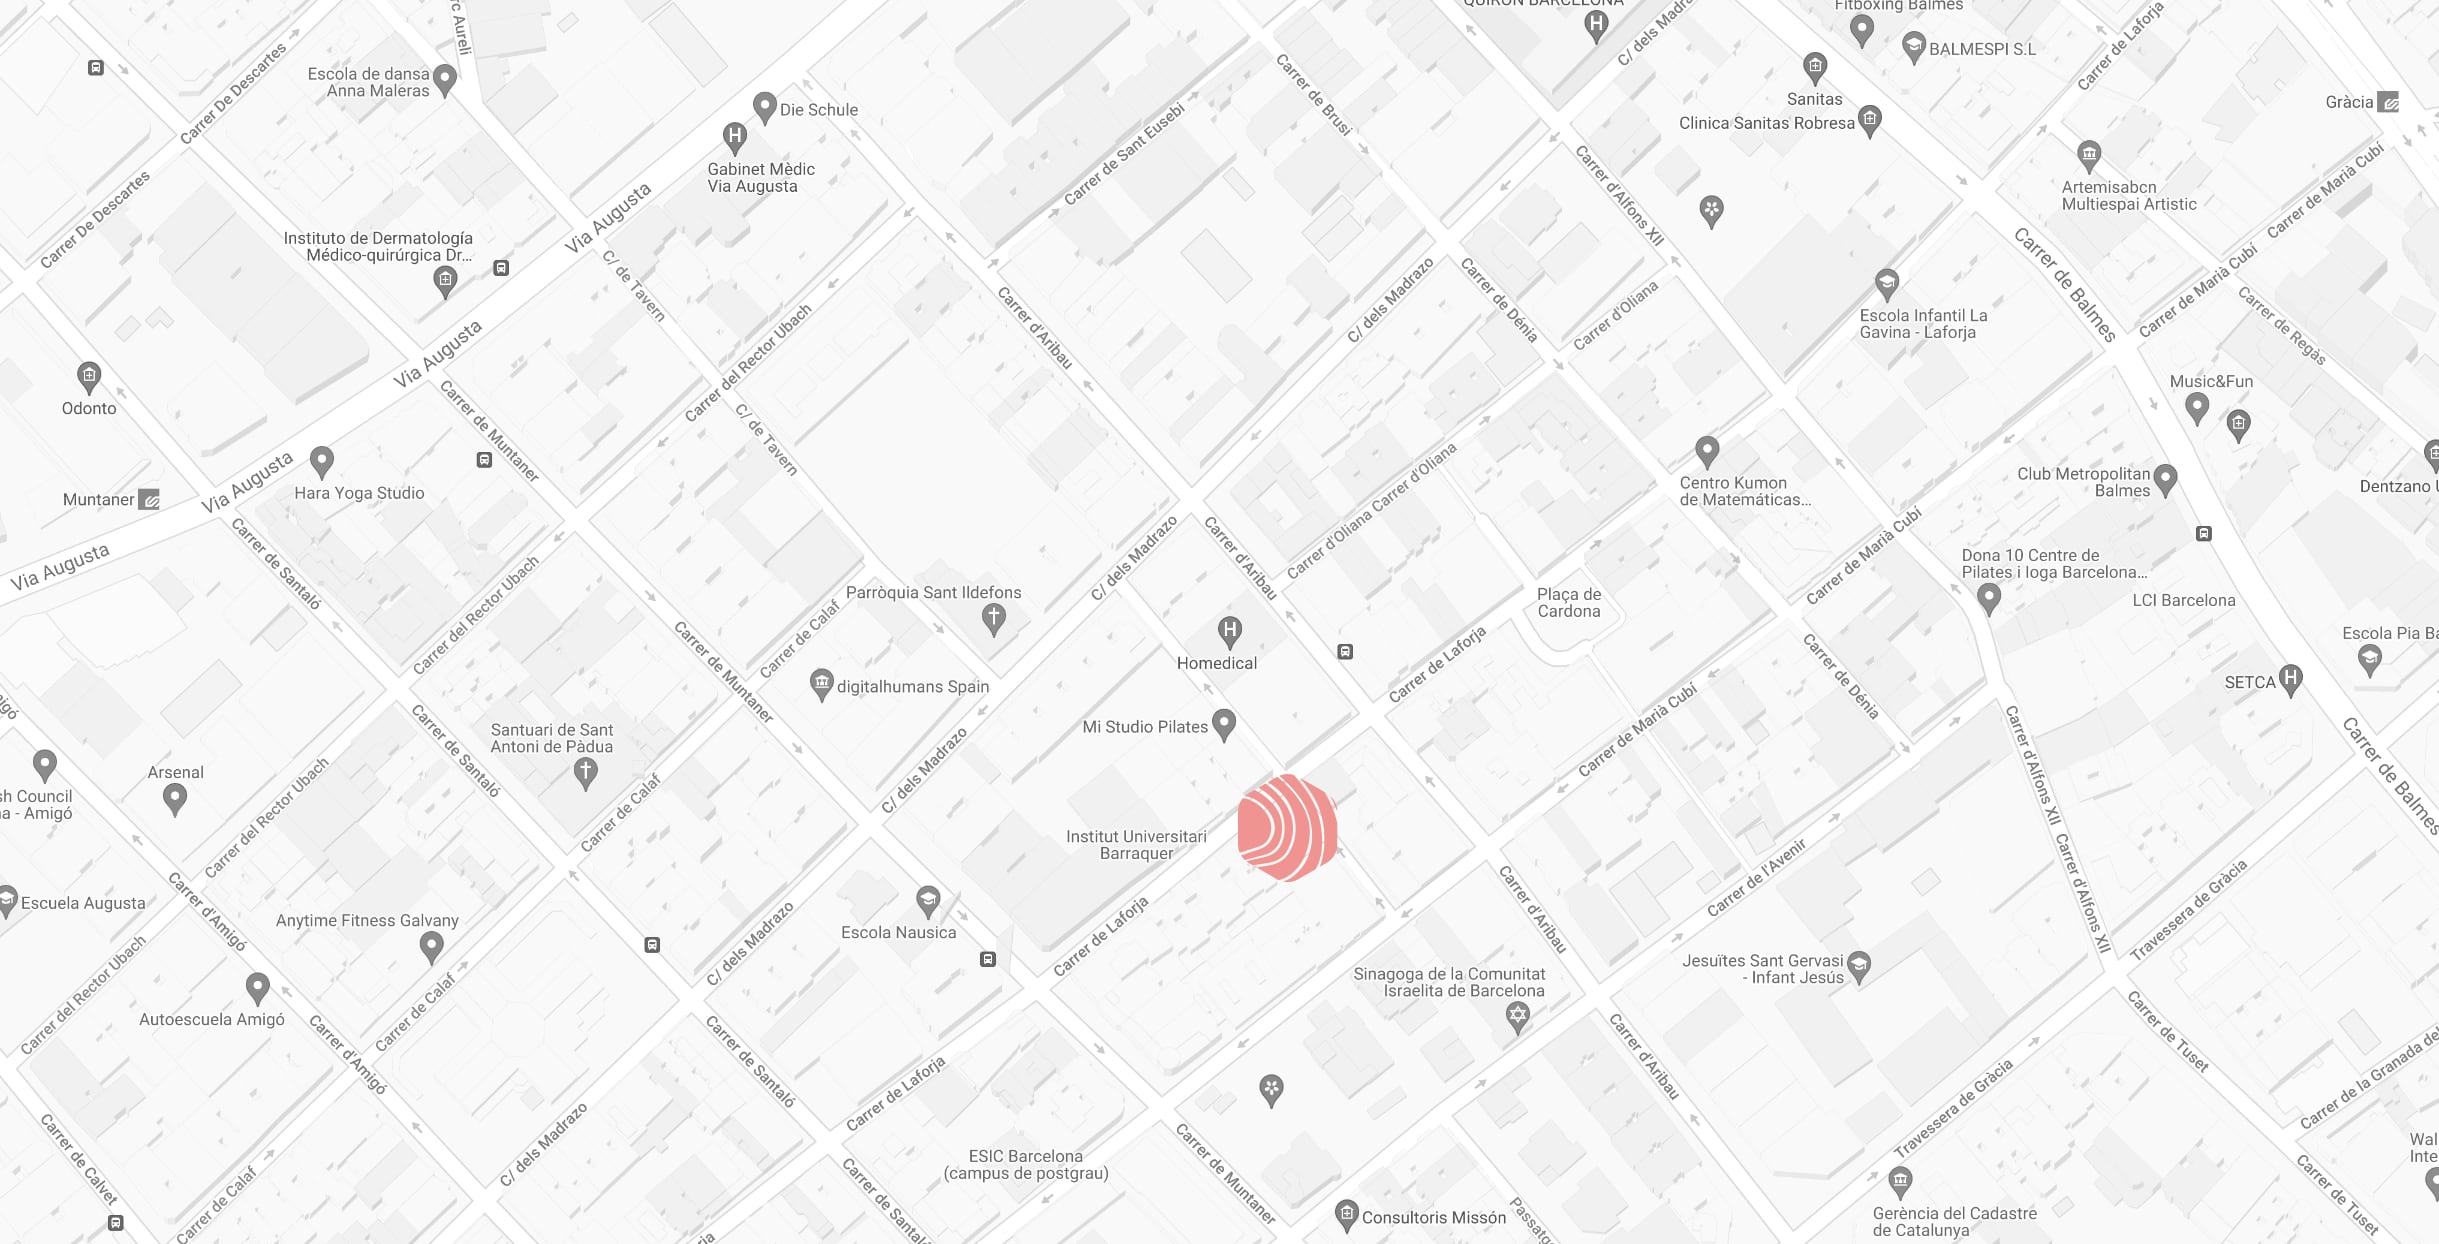 QUIRÓN BARCELONA
Fitboxing Balmes
C/ dels Madrazo
Carrer de Laforja
BALMESPI S.L
Carrer De Descartes
Escola de dansa
Anna Maleras
Die Schule
Gabinet Mèdic
Via Augusta
Carrer de Sant Eusebi
Carrer de Brusi
Sanitas
Clinica Sanitas Robresa
Gràcia
Artemisabcn
Multiespai Artistic
Carrer de Marià Cubí
Carrer De Descartes
Via Augusta
Instituto de Dermatología
Médico-quirúrgica Dr...
C/ de Tavern
Carrer d'Alfons XII
Carrer de Balmes
Carrer de Marià Cubí
Carrer de Regàs
C/ dels Madrazo
Carrer de Dénia
Carrer d'Oliana
Escola Infantil La
Gavina - Laforja
Carrer d'Aribau
Carrer del Rector Ubach
Via Augusta
Odonto
Music&Fun
Carrer de Muntaner
C/ de Tavern
Via Augusta
Muntaner
Hara Yoga Studio
Carrer d'Oliana
Carrer d'Oliana
Centro Kumon
de Matemáticas...
Club Metropolitan
Balmes
Dentzano
Carrer de Santaló
Via Augusta
Carrer del Rector Ubach
C/ dels Madrazo
Carrer d'Aribau
Carrer de Marià Cubí
Dona 10 Centre de
Pilates i Ioga Barcelona...
LCI Barcelona
Parròquia Sant Ildefons
Plaça de
Cardona
Carrer de Calaf
Homedical
Carrer de Laforja
Carrer de Dénia
Escola Pia
SETCA
Carrer de Muntaner
digitalhumans Spain
Mi Studio Pilates
Carrer de Marià Cubí
Carrer d'Alfons XII
Carrer de Balmes
Santuari de Sant
Antoni de Pàdua
Carrer de Santaló
C/ dels Madrazo
Arsenal
Council
- Amigó
Carrer del Rector Ubach
Carrer de Calaf
Institut Universitari
Barraquer
Carrer de l'Avenir
Carrer d'Alfons XII
Travessera de Gràcia
Escuela Augusta
Carrer d'Amigó
Anytime Fitness Galvany
Escola Nausica
C/ dels Madrazo
Carrer de Laforja
Carrer d'Aribau
Sinagoga de la Comunitat
Israelita de Barcelona
Jesuïtes Sant Gervasi
- Infant Jesús
Carrer del Rector Ubach
Autoescuela Amigó
Carrer de Calaf
Carrer d'Amigó
Carrer de Santaló
Carrer de Laforja
Carrer d'Aribau
Travessera de Gràcia
Carrer de Tuset
Carrer de la Granada del
Carrer de Calvet
C/ dels Madrazo
ESIC Barcelona
(campus de postgrau)
Carrer de Muntaner
Carrer de Calaf
Carrer de Santaló
Consultoris Missón
Passatge
Gerència del Cadastre
de Catalunya
Carrer de Tuset